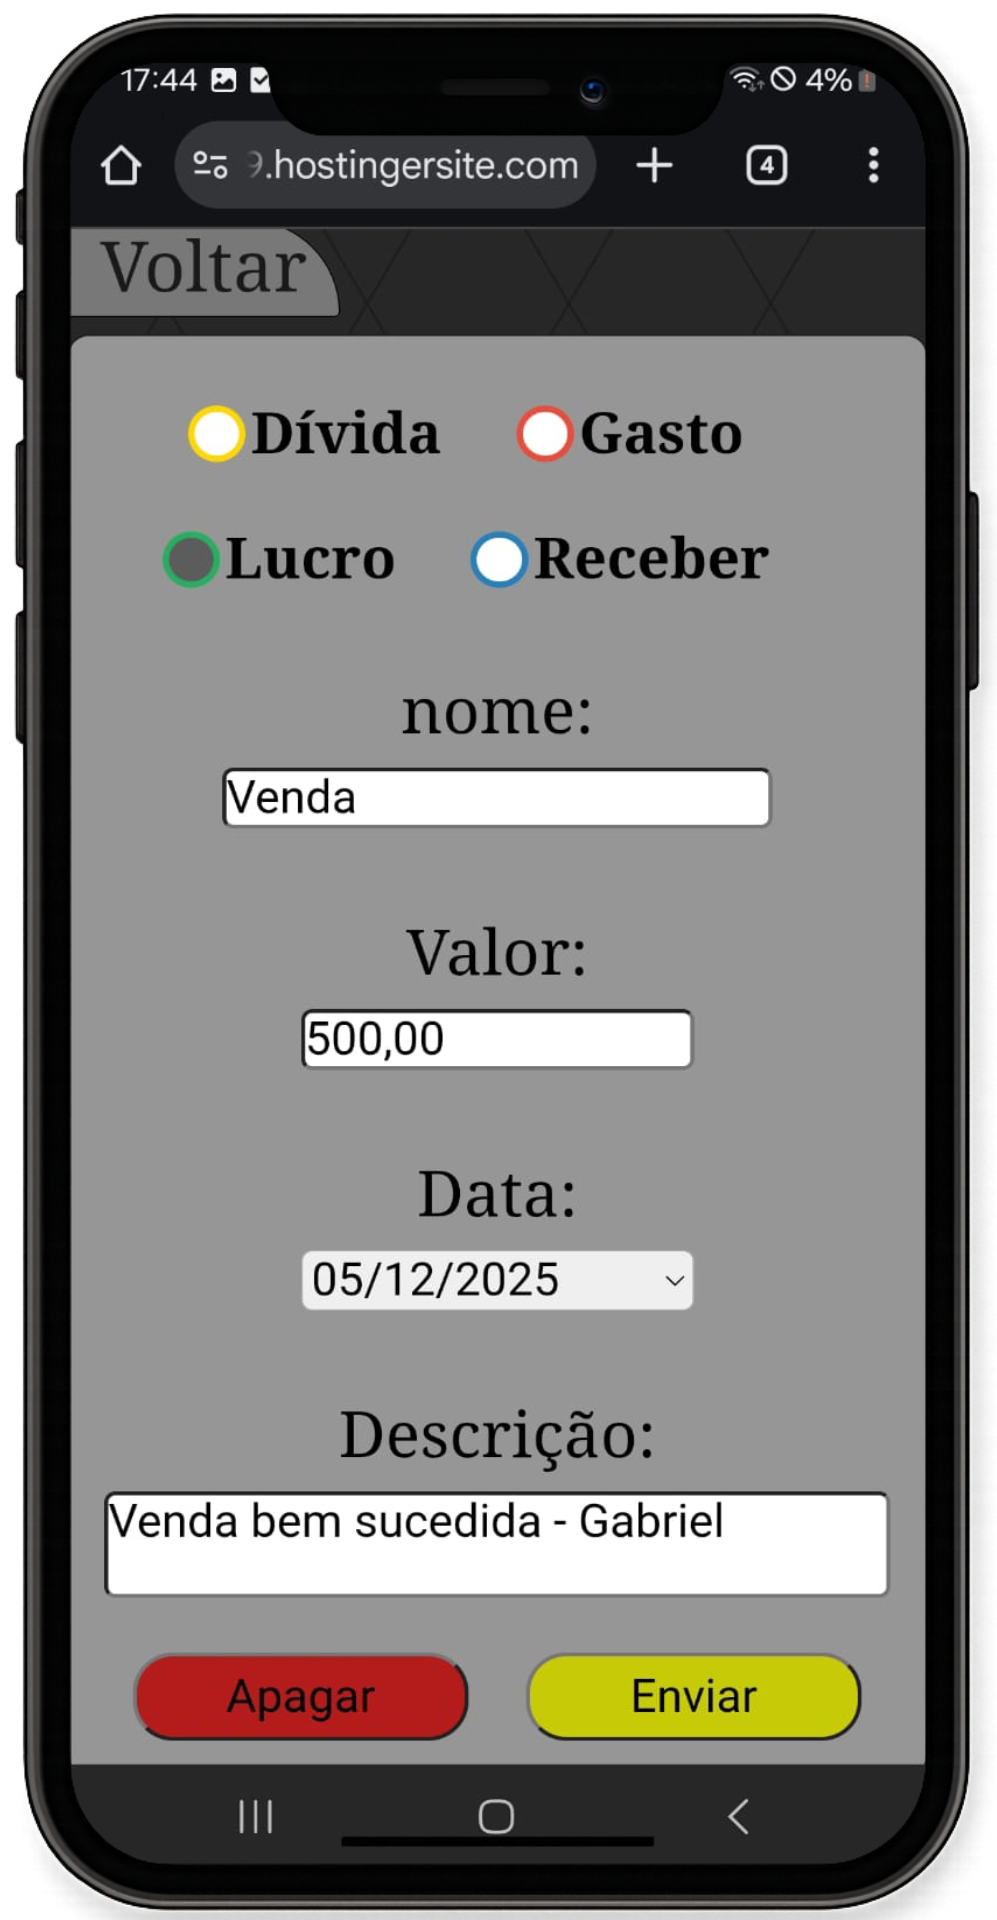 17:44 4%
.hostingersite.com 4
Voltar
Dívida Gasto
Lucro Receber
nome:
Venda
Valor:
500,00
Data:
05/12/2025
Descrição:
Venda bem sucedida - Gabriel
Apagar Enviar